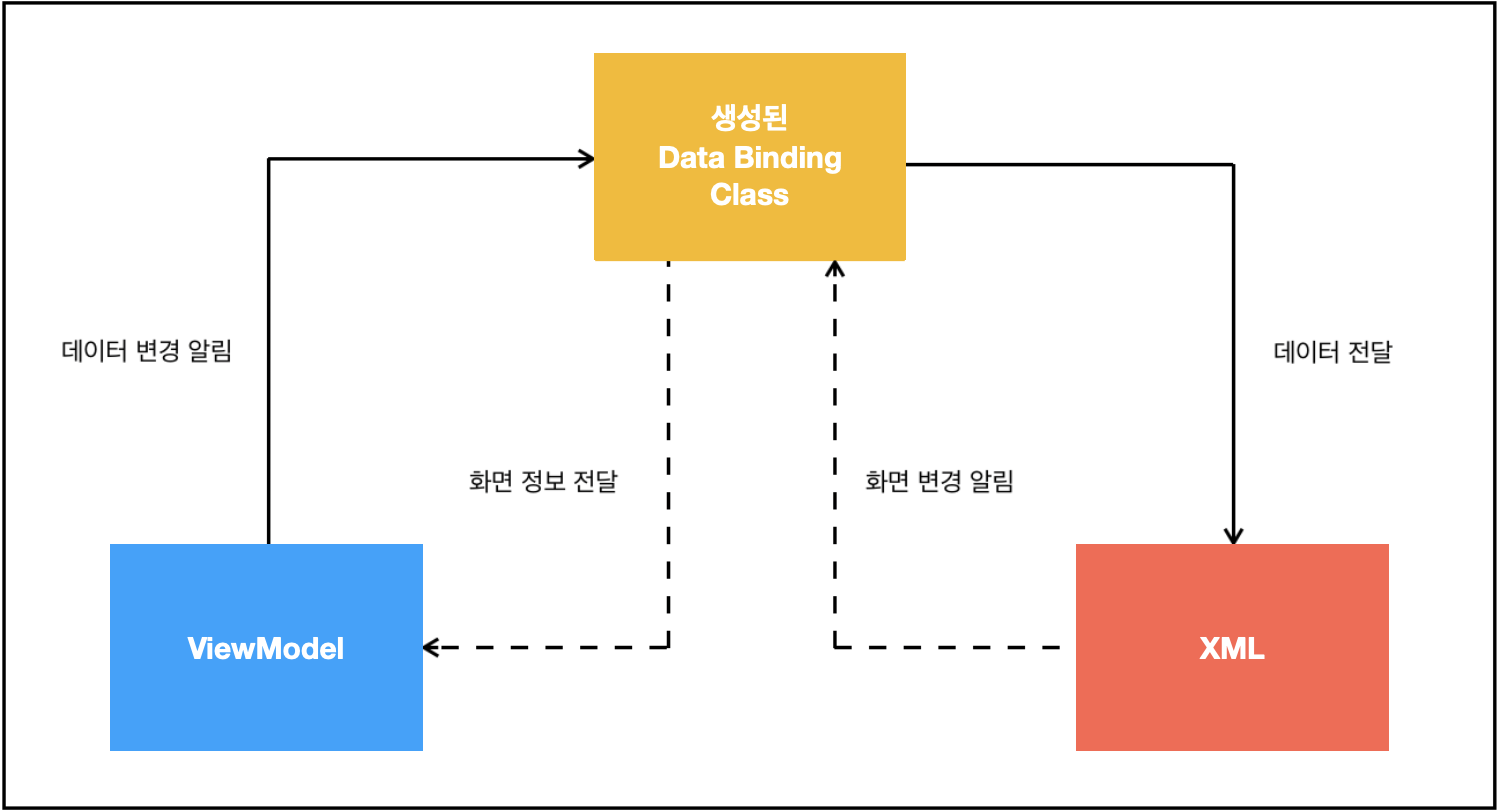 생성된
Data Binding
Class
데이터 변경 알림
데이터 전달
화면 정보 전달
화면 변경 알림
ViewModel
XML